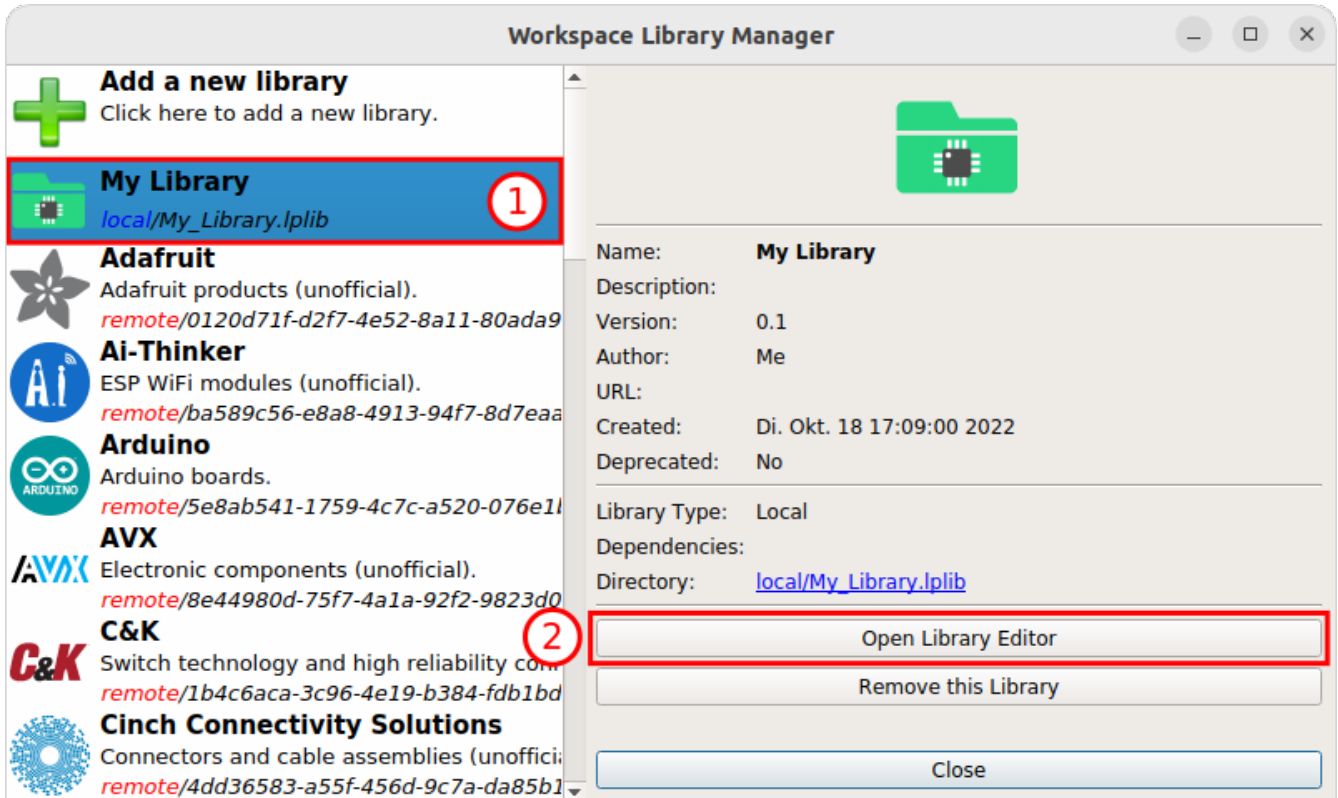 Workspace Library Manager
Add a new library
Click here to add a new library.
My Library
local/My_Library.lplib
1
Adafruit
Adafruit products (unofficial).
remote/0120d71f-d2f7-4e52-8a11-80ada9
Ai-Thinker
ESP WiFi modules (unofficial).
remote/ba589c56-e8a8-4913-94f7-8d7eaa
Arduino
Arduino boards.
remote/5e8ab541-1759-4c7c-a520-076e1
AVX
Electronic components (unofficial).
remote/8e44980d-75f7-4a1a-92f2-9823d0
C&K
Switch technology and high reliability
remote/1b4c6aca-3c96-4e19-b384-fdb1bd
Cinch Connectivity Solutions
Connectors and cable assemblies (unoffici
remote/4dd36583-a55f-456d-9c7a-da85b1
Ai
ARDUINO
AVX
C&K
Name: My Library
Description:
Version: 0.1
Author: Me
URL:
Created: Di. Okt. 18 17:09:00 2022
Deprecated: No
Library Type: Local
Dependencies:
Directory: local/My_Library.lplib
2
Open Library Editor
Remove this Library
Close